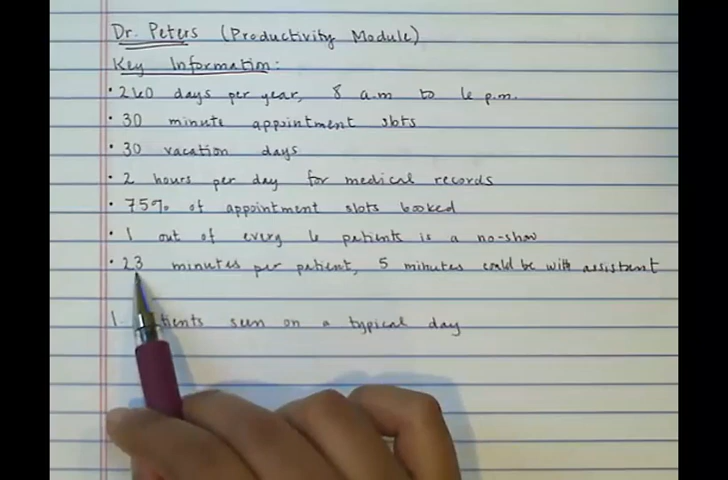 Dr. Peters (Productivity Module)
Key Information:
• 260 days per year, 8 a.m to 6 p.m.
• 30 minute appointment slots
• 30 vacation days
• 2 hours per day for medical records
• 75% of appointment slots booked
• 1 out of every 6 patients is a no-show
• 23 minutes per patient, 5 minutes could be with assistant
1. seen on a typical day